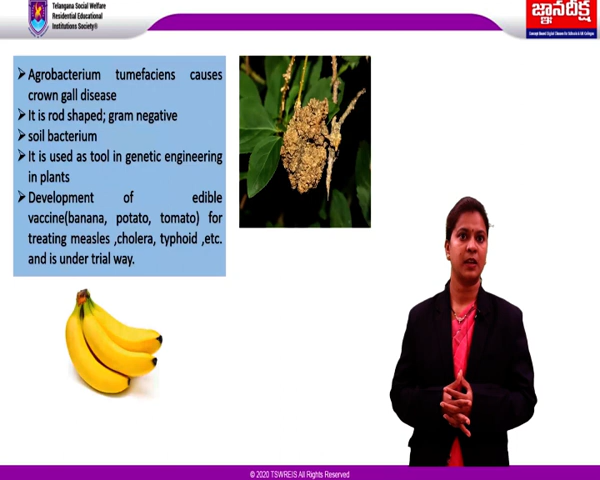 Telangana Social Welfare
Residential Educational
Institutions Society®
జ్ఞానదీక్ష
➢ Agrobacterium tumefaciens causes
crown gall disease
➢ It is rod shaped; gram negative
➢ soil bacterium
➢ It is used as tool in genetic engineering
in plants
➢ Development of edible
vaccine(banana, potato, tomato) for
treating measles ,cholera, typhoid ,etc.
and is under trial way.
© 2020 TSWREIS All Rights Reserved